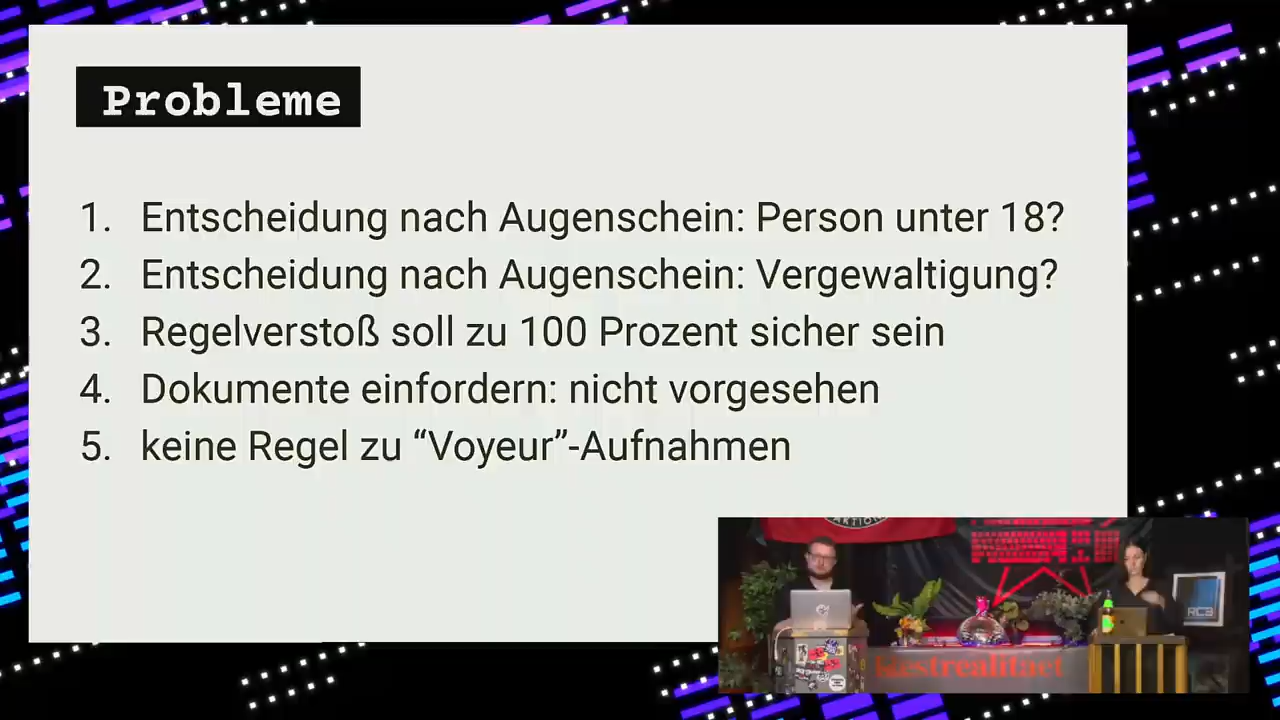 Probleme
1. Entscheidung nach Augenschein: Person unter 18?
2. Entscheidung nach Augenschein: Vergewaltigung?
3. Regelverstoß soll zu 100 Prozent sicher sein
4. Dokumente einfordern: nicht vorgesehen
5. keine Regel zu “Voyeur”-Aufnahmen
AKTION
RC3